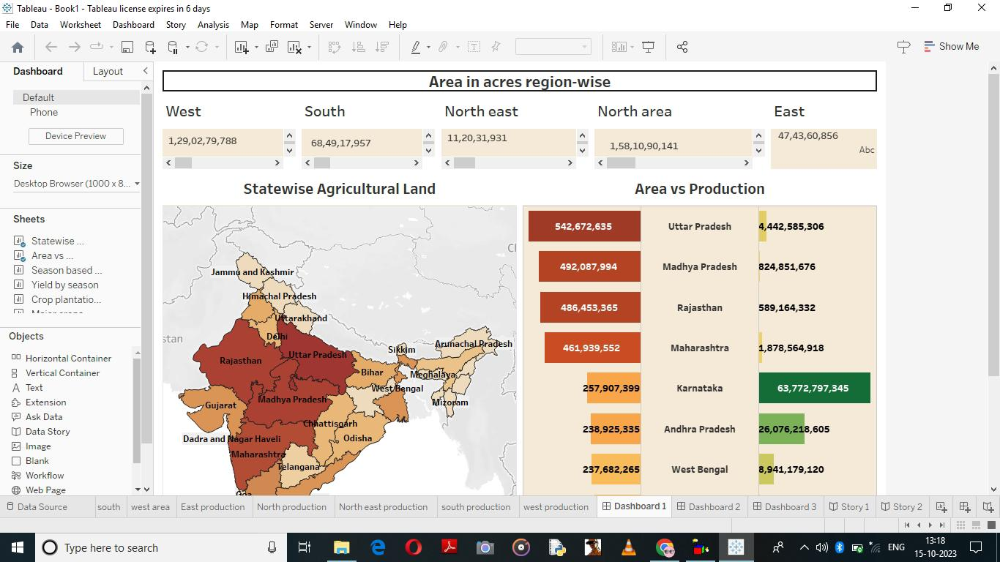 Tableau - Book1 - Tableau license expires in 6 days
File Data Worksheet Dashboard Story Analysis Map Format Server Window Help
Show Me
Dashboard Layout
Default
Phone
Device Preview
Size
Desktop Browser (1000 x 8...
Sheets
Statewise ...
Area vs ...
Season based ...
Yield by season
Crop plantatio...
Objects
Horizontal Container
Vertical Container
Text
Extension
Ask Data
Data Story
Image
Blank
Workflow
Web Page
Area in acres region-wise
West South North east North area East
1,29,02,79,788 68,49,17,957 11,20,31,931 1,58,10,90,141 47,43,60,856
Abc
Statewise Agricultural Land
Jammu and Kashmir
Himachal Pradesh
Uttarakhand
stan
Delhi
Arunachal Pradesh
Sikkim
Uttar Pradesh
Rajasthan
Bihar
Meghalaya
West Bengal
Madhya Pradesh
Mizoram
Gujarat
Chhattisgarh
Dadra and Nagar Haveli
Odisha
Maharashtra
Telangana
Goa
Area vs Production
542,672,635 Uttar Pradesh 4,442,585,306
492,087,994 Madhya Pradesh 824,851,676
486,453,365 Rajasthan 589,164,332
461,939,552 Maharashtra 1,878,564,918
257,907,399 Karnataka 63,772,797,345
238,925,335 Andhra Pradesh 26,076,218,605
237,682,265 West Bengal 8,941,179,120
Data Source south west area East production North production North east production south production west production Dashboard 1 Dashboard 2 Dashboard 3 Story 1 Story 2
Type here to search
ENG
13:18
15-10-2023